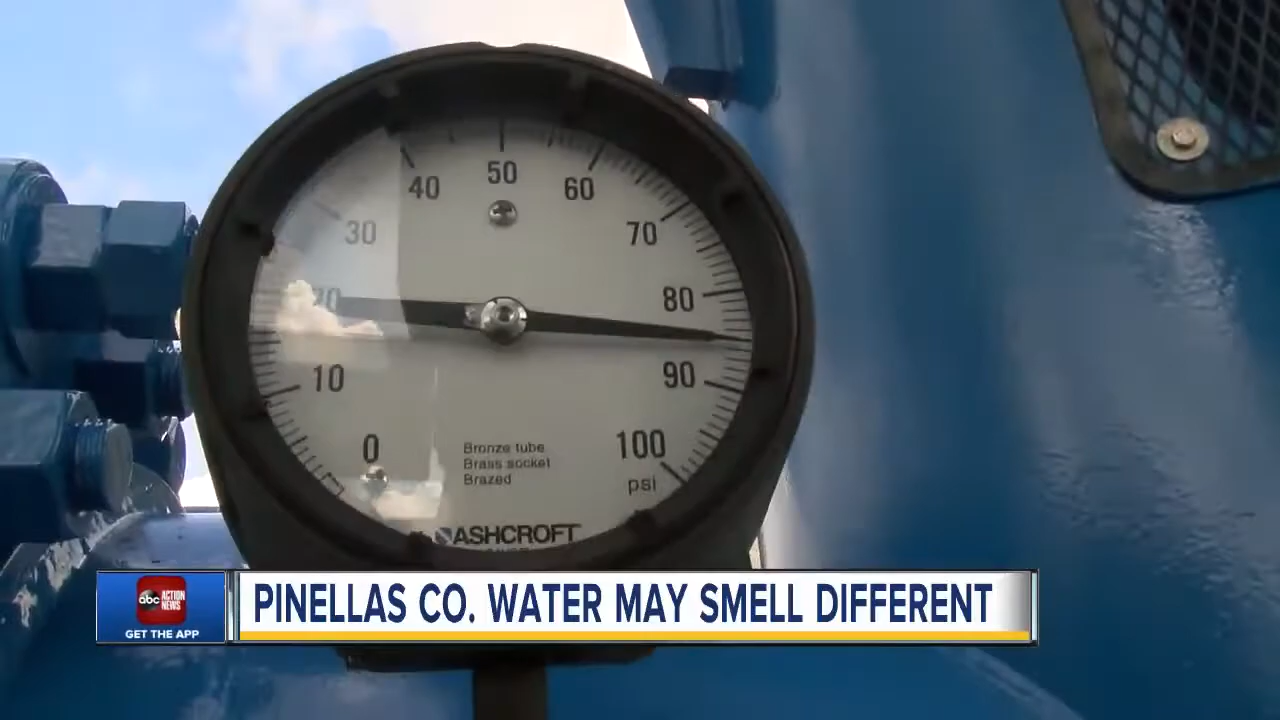 50
40
60
30
70
20
80
10
90
0
100
psi
Bronze tube
Brass socket
Brazed
ASHCROFT
abc ACTION NEWS
GET THE APP
PINELLAS CO. WATER MAY SMELL DIFFERENT